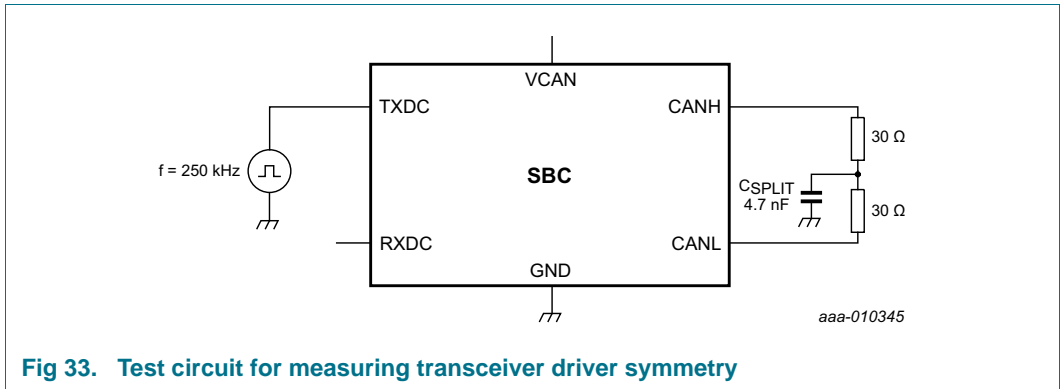 VCAN
TXDC
CANH
30 Ω
f = 250 kHz
SBC
CSPLIT
4.7 nF
30 Ω
RXDC
CANL
GND
aaa-010345
Fig 33. Test circuit for measuring transceiver driver symmetry